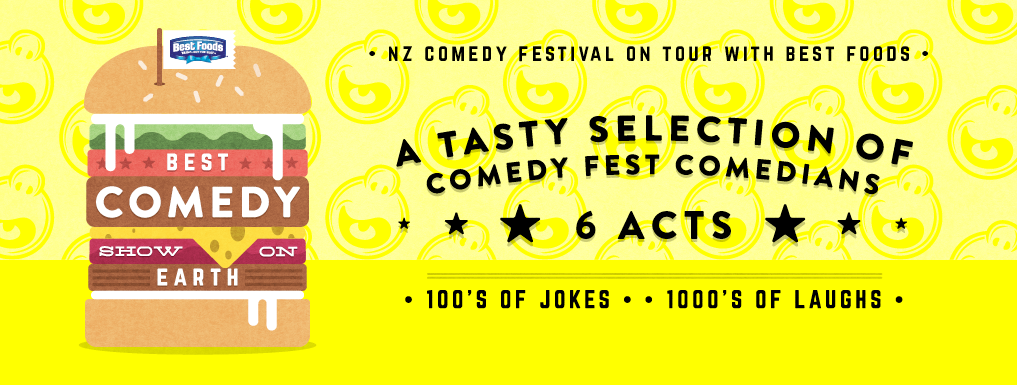 Best Foods
BEST
COMEDY
SHOW ON
EARTH
• NZ COMEDY FESTIVAL ON TOUR WITH BEST FOODS •
A TASTY SELECTION OF
COMEDY FEST COMEDIANS
6 ACTS
• 100'S OF JOKES • • 1000'S OF LAUGHS •